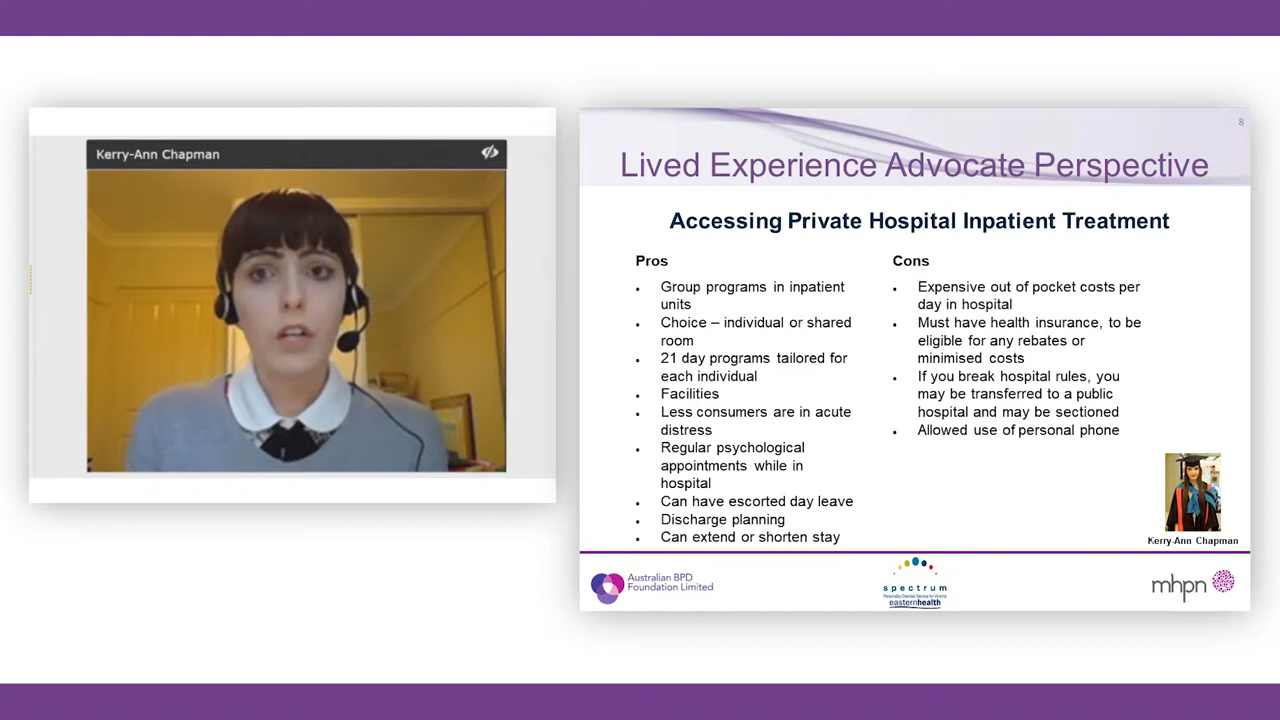 Kerry-Ann Chapman
8
Lived Experience Advocate Perspective
Accessing Private Hospital Inpatient Treatment
Pros
• Group programs in inpatient
units
• Choice – individual or shared
room
• 21 day programs tailored for
each individual
• Facilities
• Less consumers are in acute
distress
• Regular psychological
appointments while in
hospital
• Can have escorted day leave
• Discharge planning
• Can extend or shorten stay
Cons
• Expensive out of pocket costs per
day in hospital
• Must have health insurance, to be
eligible for any rebates or
minimised costs
• If you break hospital rules, you
may be transferred to a public
hospital and may be sectioned
• Allowed use of personal phone
Kerry-Ann Chapman
Australian BPD
Foundation Limited
spectrum
Personality Disorder Service for Victoria
easternhealth
mhpn